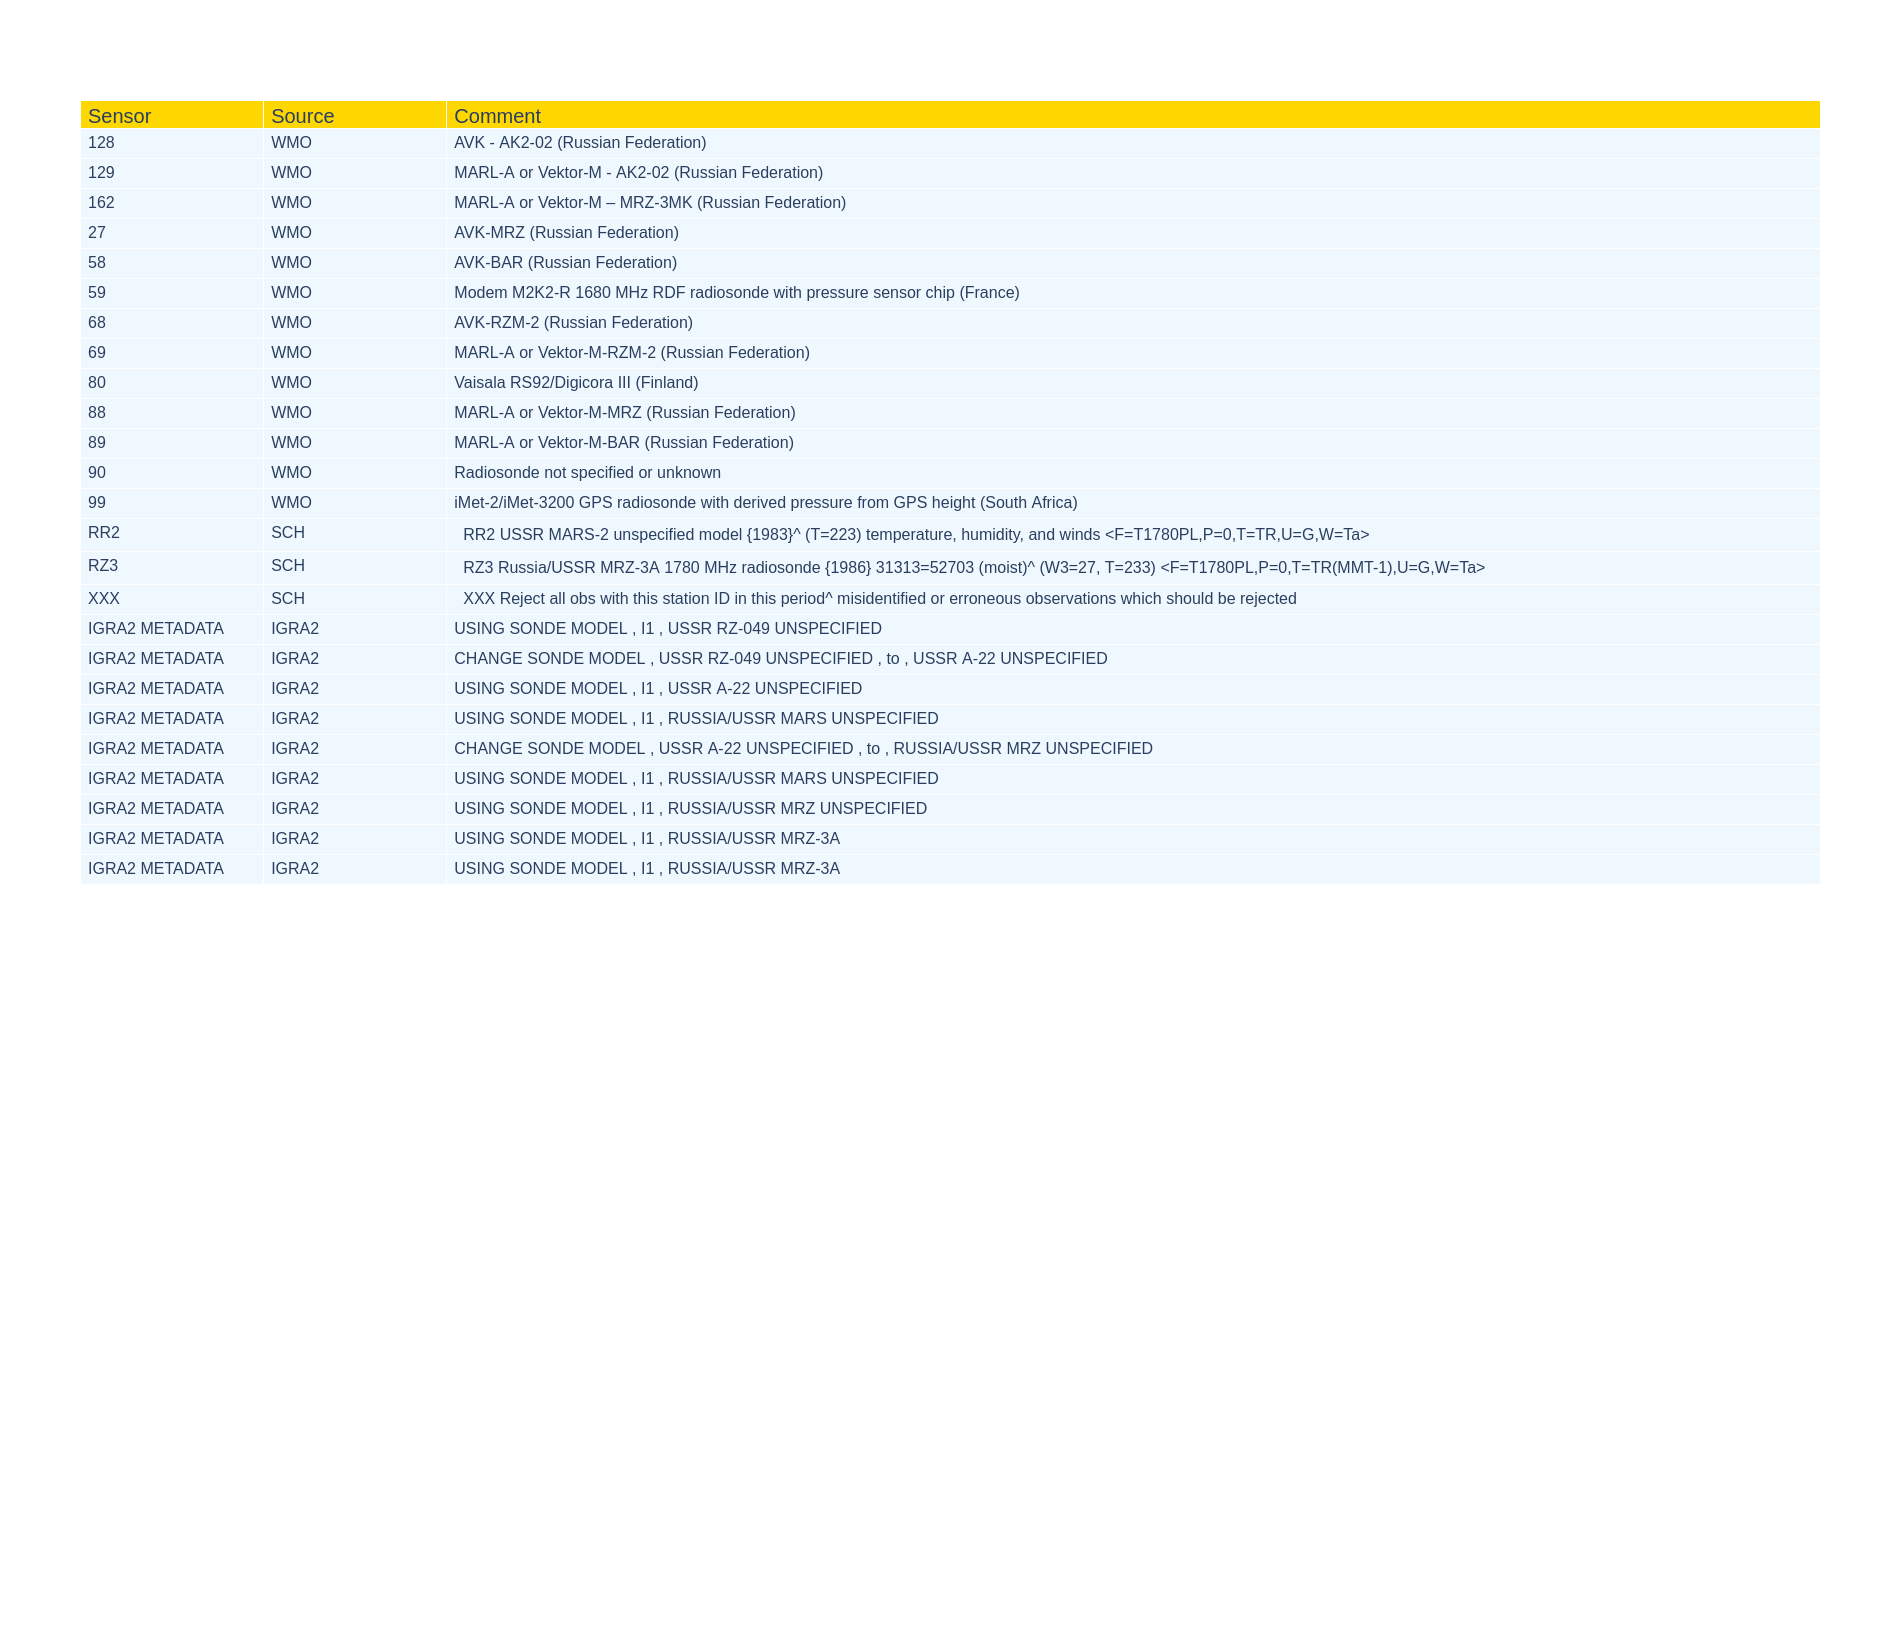 Sensor Source Comment
128 WMO AVK - AK2-02 (Russian Federation)
129 WMO MARL-A or Vektor-M - AK2-02 (Russian Federation)
162 WMO MARL-A or Vektor-M – MRZ-3MK (Russian Federation)
27 WMO AVK-MRZ (Russian Federation)
58 WMO AVK-BAR (Russian Federation)
59 WMO Modem M2K2-R 1680 MHz RDF radiosonde with pressure sensor chip (France)
68 WMO AVK-RZM-2 (Russian Federation)
69 WMO MARL-A or Vektor-M-RZM-2 (Russian Federation)
80 WMO Vaisala RS92/Digicora III (Finland)
88 WMO MARL-A or Vektor-M-MRZ (Russian Federation)
89 WMO MARL-A or Vektor-M-BAR (Russian Federation)
90 WMO Radiosonde not specified or unknown
99 WMO iMet-2/iMet-3200 GPS radiosonde with derived pressure from GPS height (South Africa)
RR2 SCH RR2 USSR MARS-2 unspecified model {1983}^ (T=223) temperature, humidity, and winds <F=T1780PL,P=0,T=TR,U=G,W=Ta>
RZ3 SCH RZ3 Russia/USSR MRZ-3A 1780 MHz radiosonde {1986} 31313=52703 (moist)^ (W3=27, T=233) <F=T1780PL,P=0,T=TR(MMT-1),U=G,W=Ta>
XXX SCH XXX Reject all obs with this station ID in this period^ misidentified or erroneous observations which should be rejected
IGRA2 METADATA IGRA2 USING SONDE MODEL , I1 , USSR RZ-049 UNSPECIFIED
IGRA2 METADATA IGRA2 CHANGE SONDE MODEL , USSR RZ-049 UNSPECIFIED , to , USSR A-22 UNSPECIFIED
IGRA2 METADATA IGRA2 USING SONDE MODEL , I1 , USSR A-22 UNSPECIFIED
IGRA2 METADATA IGRA2 USING SONDE MODEL , I1 , RUSSIA/USSR MARS UNSPECIFIED
IGRA2 METADATA IGRA2 CHANGE SONDE MODEL , USSR A-22 UNSPECIFIED , to , RUSSIA/USSR MRZ UNSPECIFIED
IGRA2 METADATA IGRA2 USING SONDE MODEL , I1 , RUSSIA/USSR MARS UNSPECIFIED
IGRA2 METADATA IGRA2 USING SONDE MODEL , I1 , RUSSIA/USSR MRZ UNSPECIFIED
IGRA2 METADATA IGRA2 USING SONDE MODEL , I1 , RUSSIA/USSR MRZ-3A
IGRA2 METADATA IGRA2 USING SONDE MODEL , I1 , RUSSIA/USSR MRZ-3A